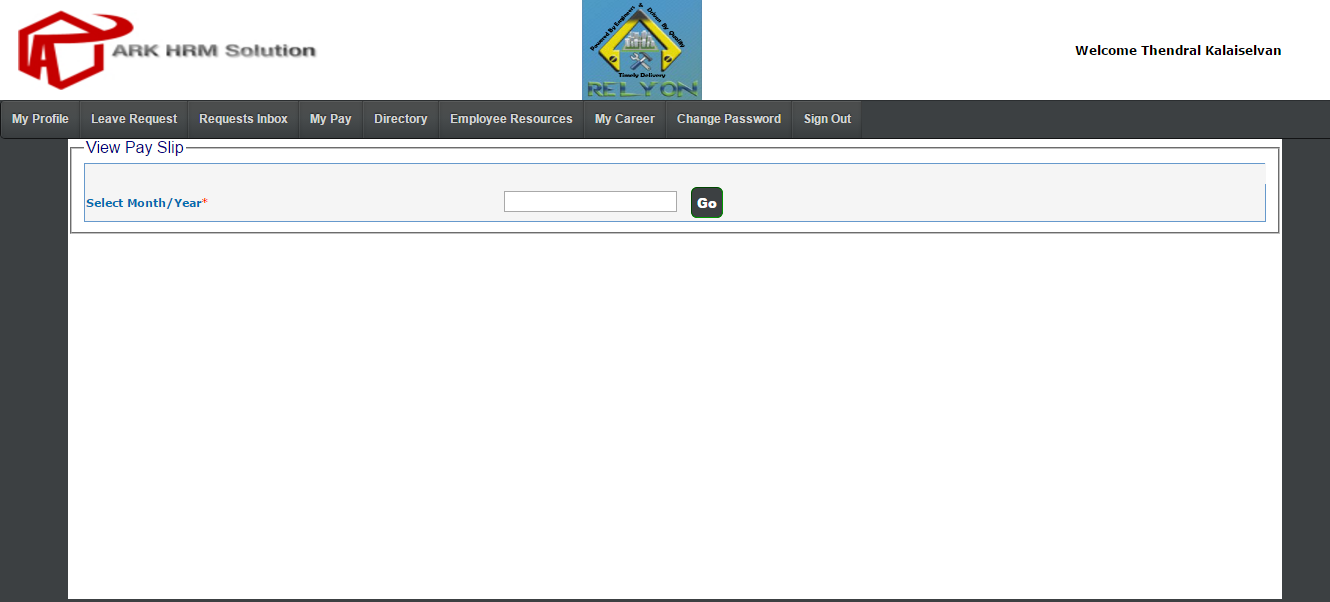 ARK HRM Solution
Powered By Engineers & Driven By Quality
Timely Delivery
RELYON
Welcome Thendral Kalaiselvan
My Profile Leave Request Requests Inbox My Pay Directory Employee Resources My Career Change Password Sign Out
View Pay Slip
Select Month/Year*
Go